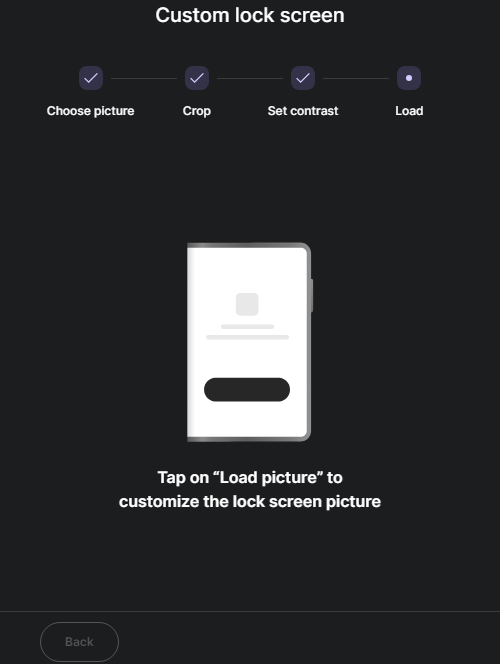 Custom lock screen
Choose picture
Crop
Set contrast
Load
Tap on “Load picture” to
customize the lock screen picture
Back